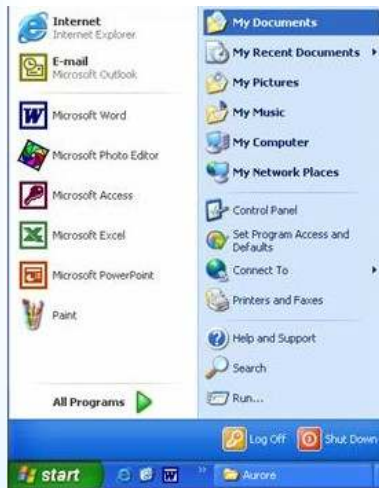 Internet
Internet Explorer
E-mail
Microsoft Outlook
Microsoft Word
Microsoft Photo Editor
Microsoft Access
Microsoft Excel
Microsoft PowerPoint
Paint
All Programs
My Documents
My Recent Documents
My Pictures
My Music
My Computer
My Network Places
Control Panel
Set Program Access and
Defaults
Connect To
Printers and Faxes
Help and Support
Search
Run...
Log Off
Shut Down
start
Aurore